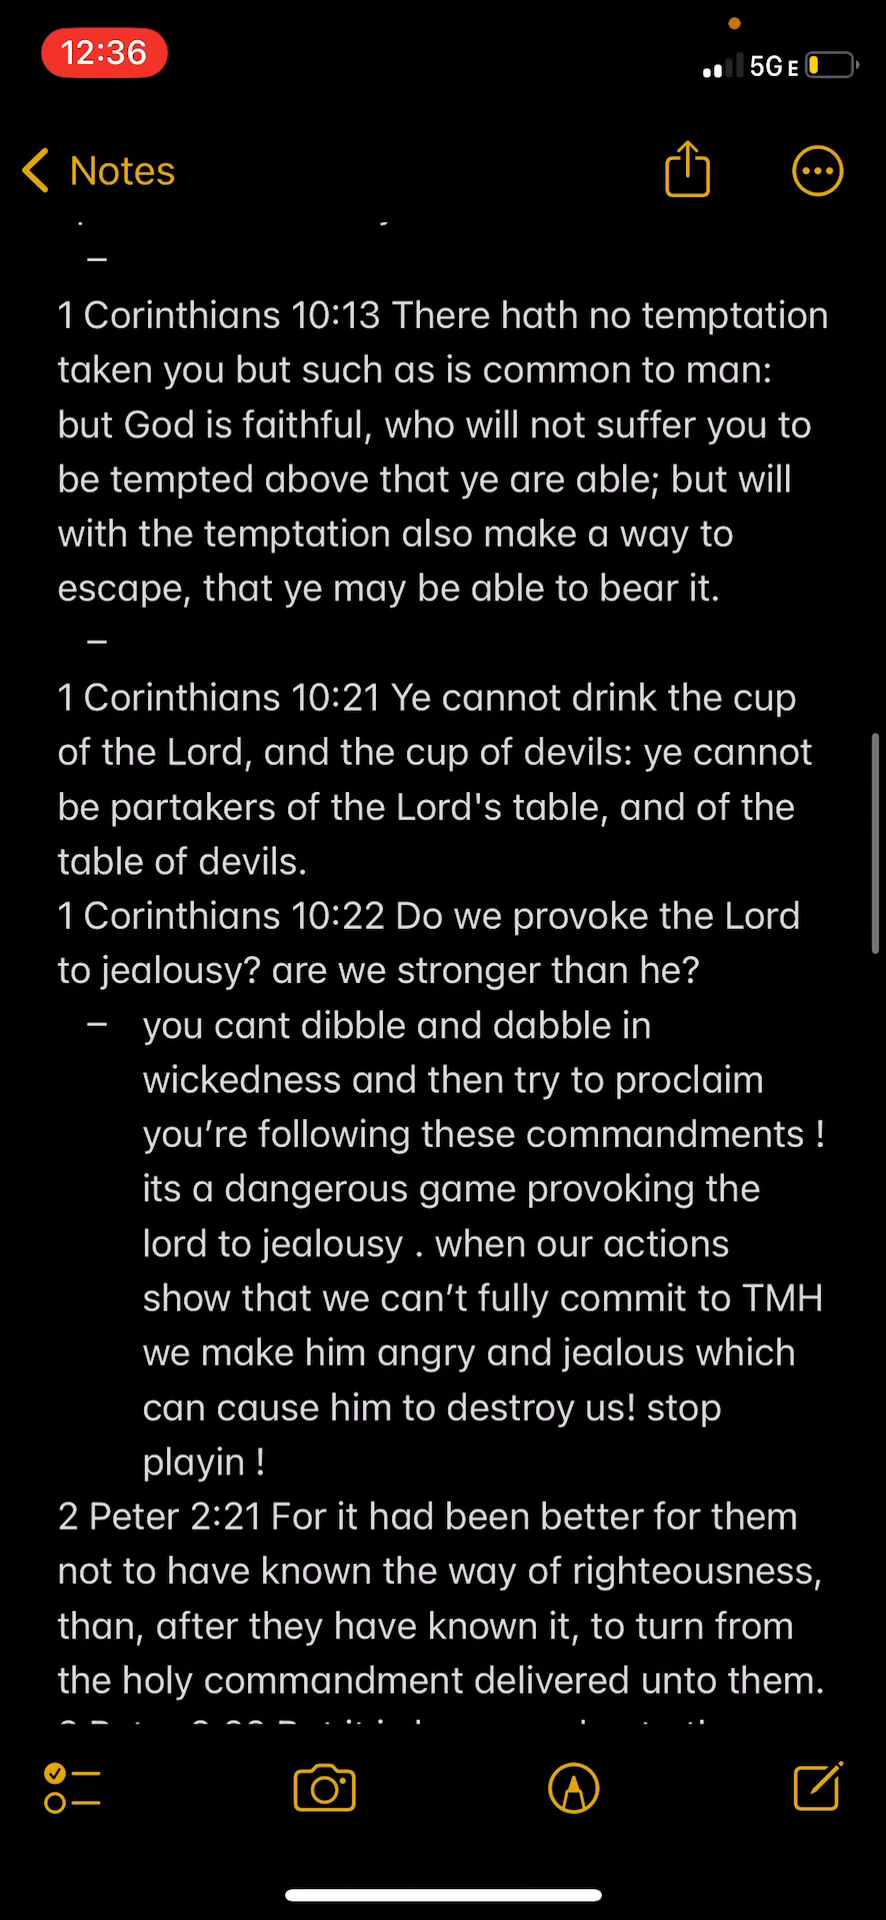 12:36
5G E
Notes
–
1 Corinthians 10:13 There hath no temptation
taken you but such as is common to man:
but God is faithful, who will not suffer you to
be tempted above that ye are able; but will
with the temptation also make a way to
escape, that ye may be able to bear it.
–
1 Corinthians 10:21 Ye cannot drink the cup
of the Lord, and the cup of devils: ye cannot
be partakers of the Lord's table, and of the
table of devils.
1 Corinthians 10:22 Do we provoke the Lord
to jealousy? are we stronger than he?
– you cant dibble and dabble in
wickedness and then try to proclaim
you’re following these commandments !
its a dangerous game provoking the
lord to jealousy . when our actions
show that we can’t fully commit to TMH
we make him angry and jealous which
can cause him to destroy us! stop
playin !
2 Peter 2:21 For it had been better for them
not to have known the way of righteousness,
than, after they have known it, to turn from
the holy commandment delivered unto them.